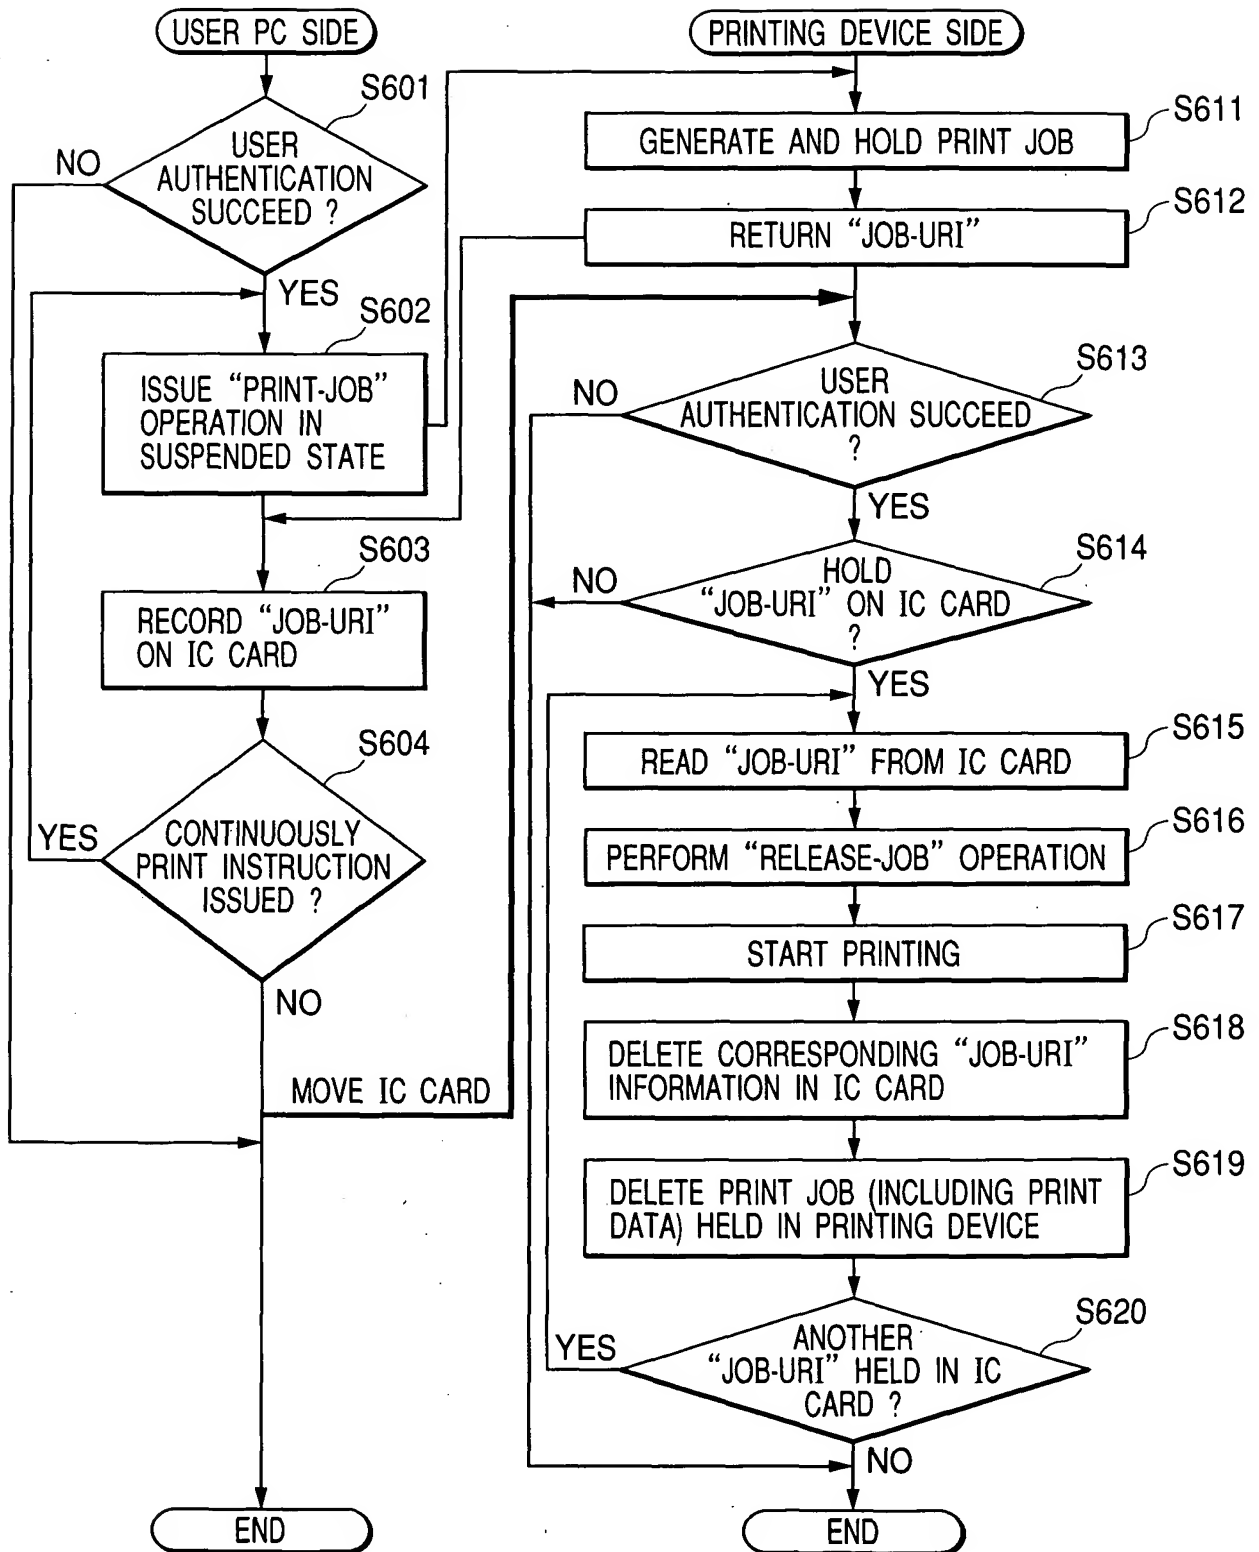 USER PC SIDE
S601
USER
AUTHENTICATION
SUCCEED ?
NO
YES
S602
ISSUE “PRINT-JOB”
OPERATION IN
SUSPENDED STATE
S603
RECORD “JOB-URI”
ON IC CARD
S604
YES
CONTINUOUSLY
PRINT INSTRUCTION
ISSUED ?
NO
MOVE IC CARD
END
PRINTING DEVICE SIDE
S611
GENERATE AND HOLD PRINT JOB
S612
RETURN “JOB-URI”
S613
NO
USER
AUTHENTICATION SUCCEED
?
YES
S614
NO
HOLD
“JOB-URI” ON IC CARD
?
YES
S615
READ “JOB-URI” FROM IC CARD
S616
PERFORM “RELEASE-JOB” OPERATION
S617
START PRINTING
S618
DELETE CORRESPONDING “JOB-URI”
INFORMATION IN IC CARD
S619
DELETE PRINT JOB (INCLUDING PRINT
DATA) HELD IN PRINTING DEVICE
S620
YES
ANOTHER
“JOB-URI” HELD IN IC
CARD ?
NO
END